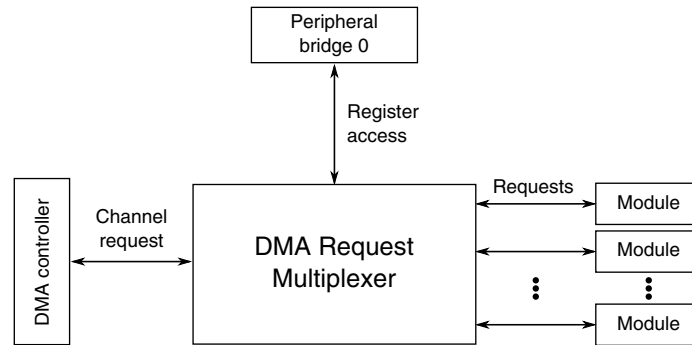 Peripheral
bridge 0
Register
access
DMA controller
Channel
request
DMA Request
Multiplexer
Requests
Module
Module
Module